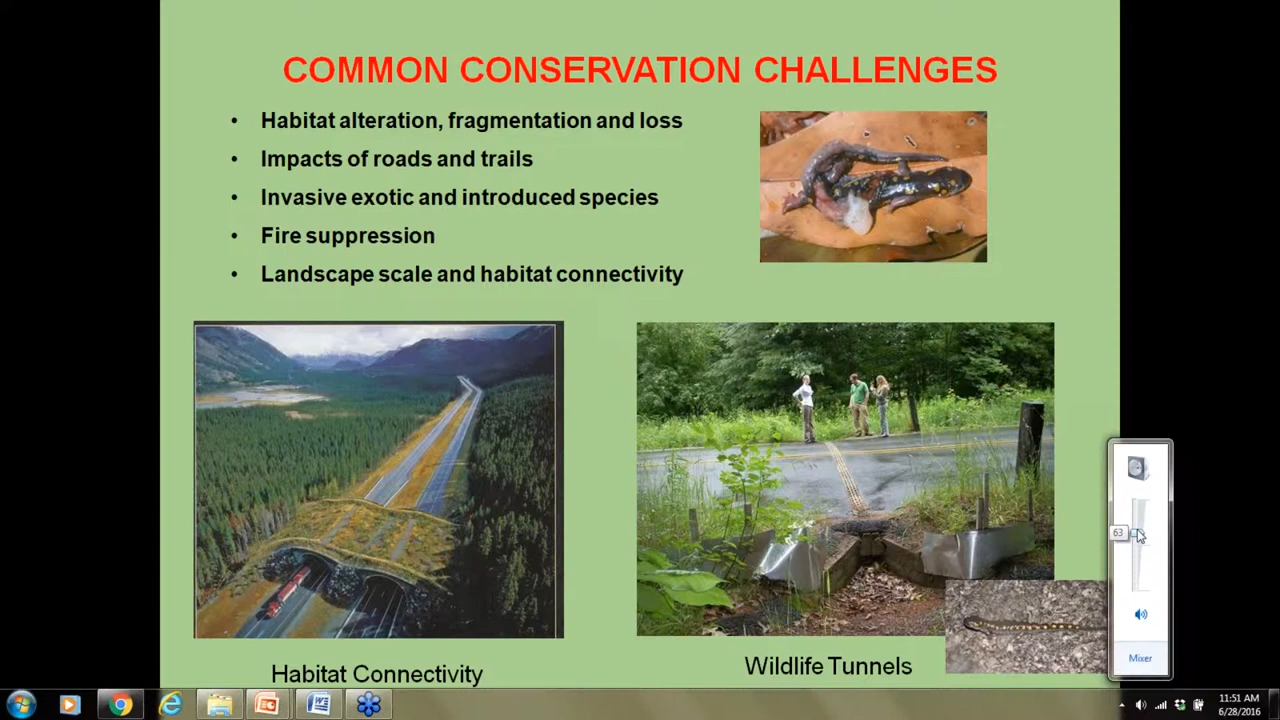 COMMON CONSERVATION CHALLENGES
• Habitat alteration, fragmentation and loss
• Impacts of roads and trails
• Invasive exotic and introduced species
• Fire suppression
• Landscape scale and habitat connectivity
Habitat Connectivity
Wildlife Tunnels
63
Mixer
11:51 AM
6/28/2016